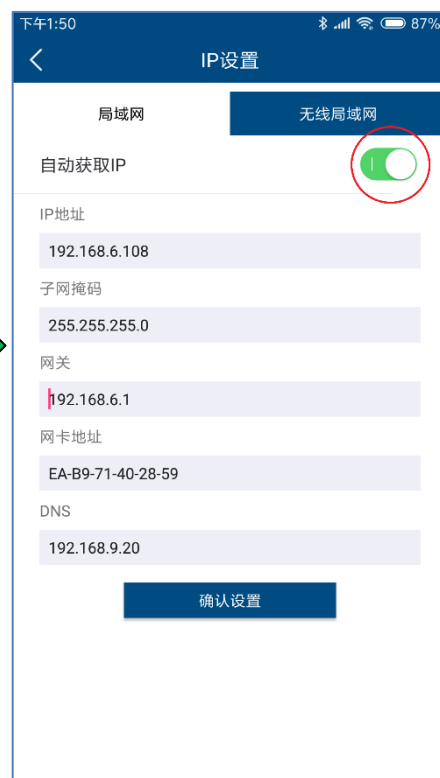 下午1:50 87%
IP设置
局域网 无线局域网
自动获取IP
IP地址
192.168.6.108
子网掩码
255.255.255.0
网关
192.168.6.1
网卡地址
EA-B9-71-40-28-59
DNS
192.168.9.20
确认设置